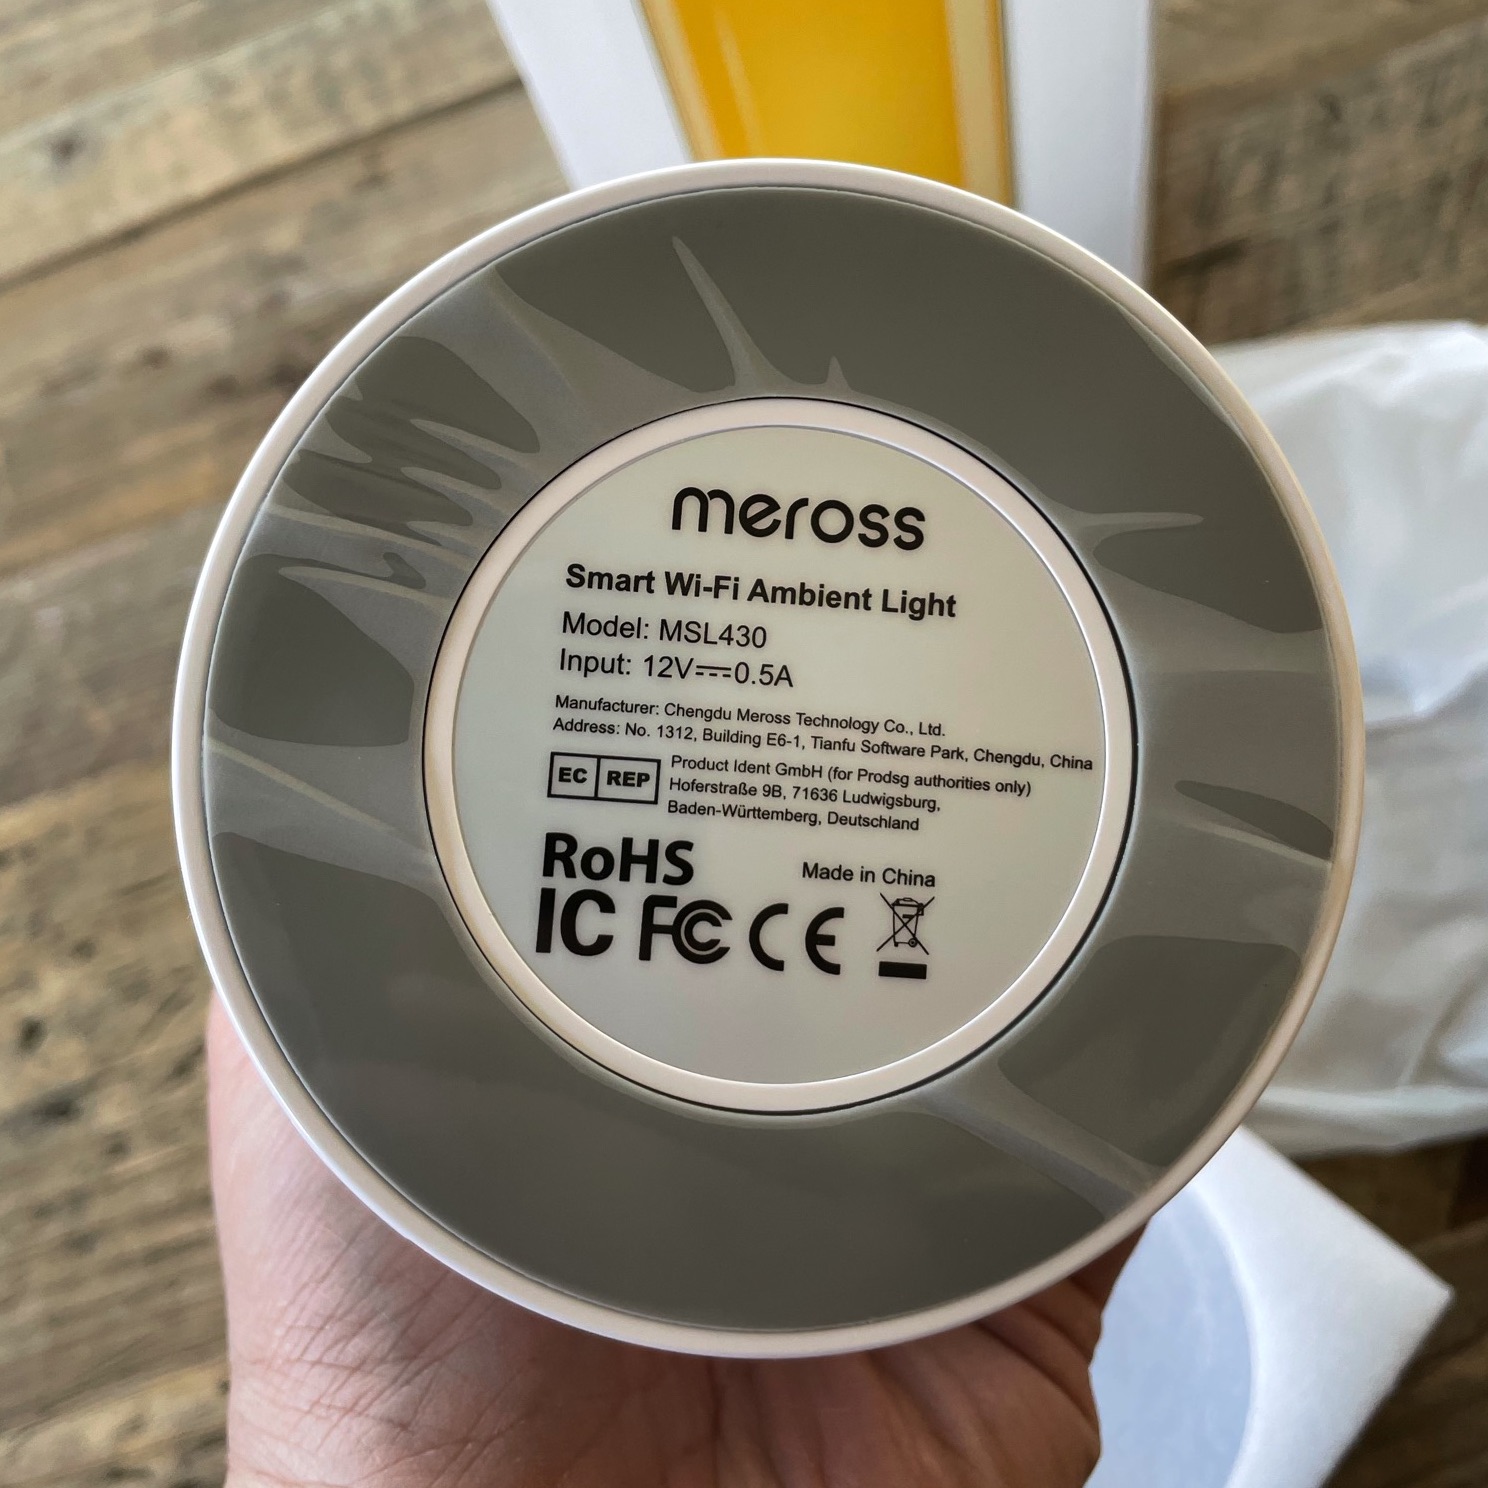 meross
Smart Wi-Fi Ambient Light
Model: MSL430
Input: 12V⎓0.5A
Manufacturer: Chengdu Meross Technology Co., Ltd.
Address: No. 1312, Building E6-1, Tianfu Software Park, Chengdu, China
EC REP
Product Ident GmbH (for Prodsg authorities only)
Hoferstraße 9B, 71636 Ludwigsburg,
Baden-Württemberg, Deutschland
RoHS
Made in China
IC FC CE